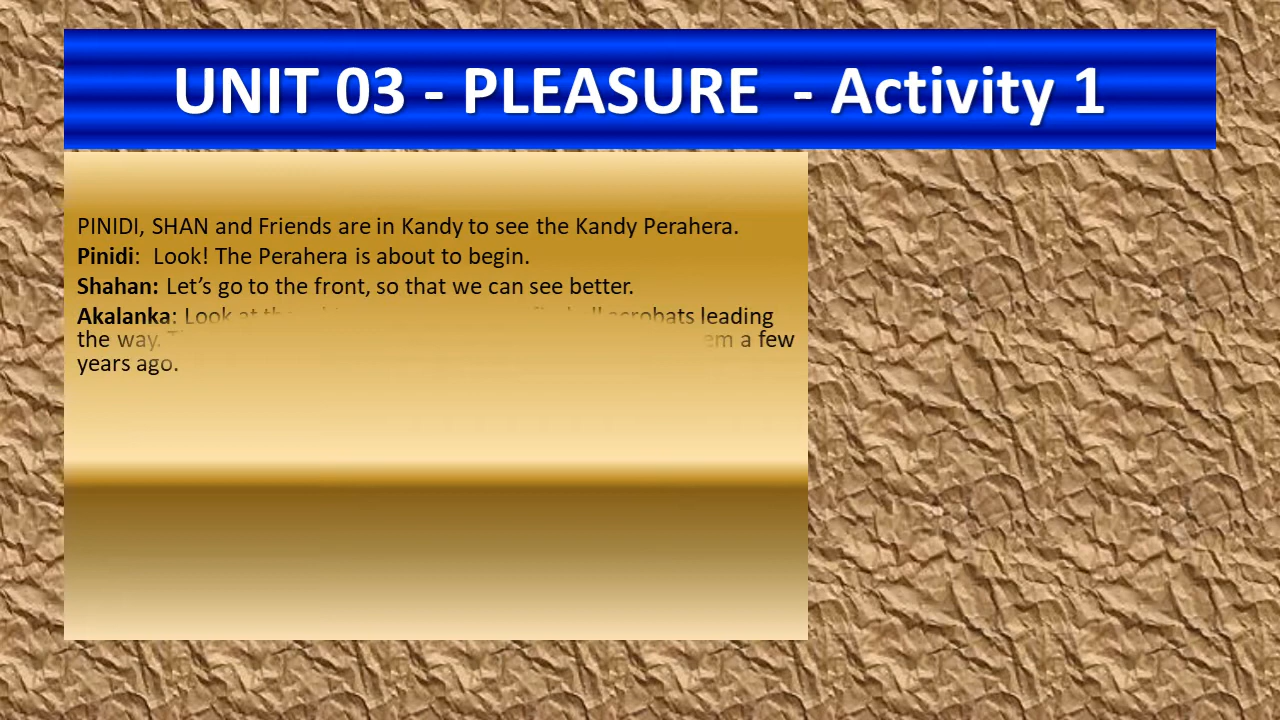 UNIT 03 - PLEASURE - Activity 1
PINIDI, SHAN and Friends are in Kandy to see the Kandy Perahera.
Pinidi: Look! The Perahera is about to begin.
Shahan: Let’s go to the front, so that we can see better.
Akalanka: Look at acrobats leading
the way. a few
years ago.